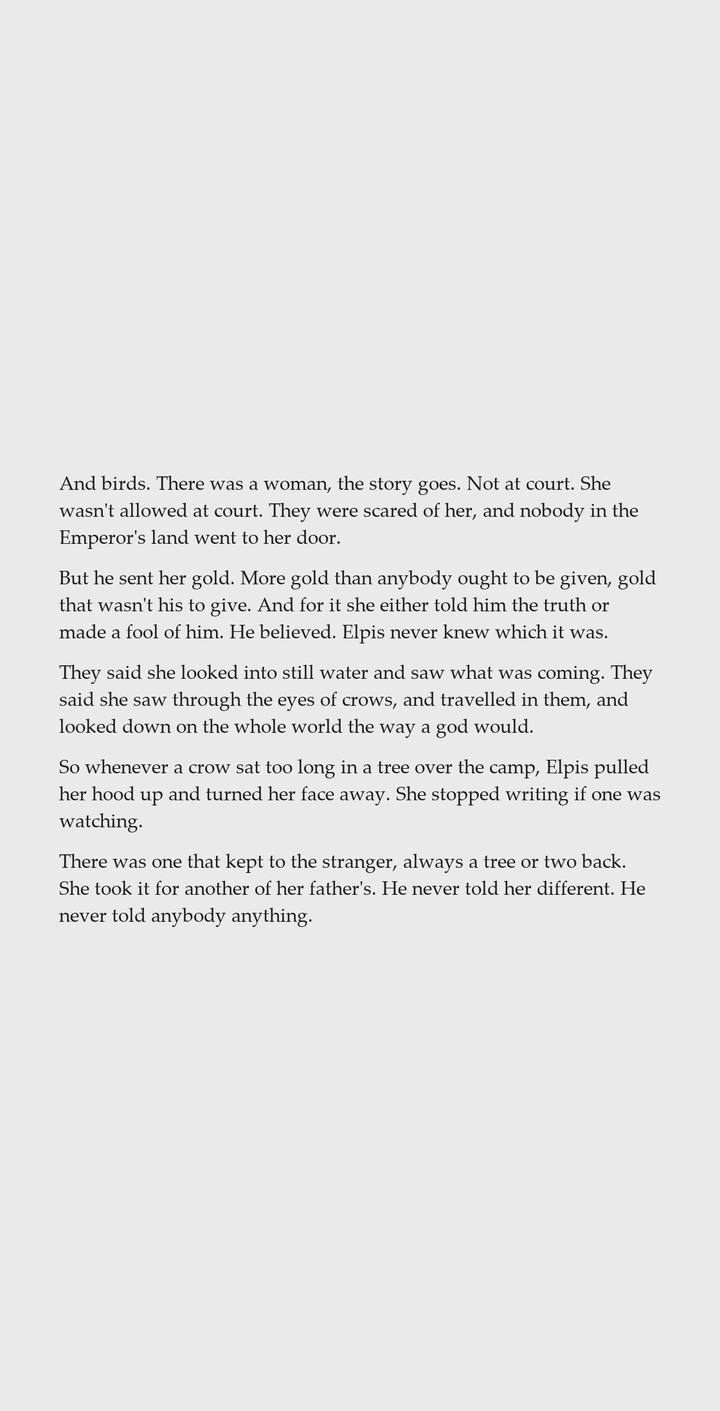 And birds. There was a woman, the story goes. Not at court. She
wasn't allowed at court. They were scared of her, and nobody in the
Emperor's land went to her door.
But he sent her gold. More gold than anybody ought to be given, gold
that wasn't his to give. And for it she either told him the truth or
made a fool of him. He believed. Elpis never knew which it was.
They said she looked into still water and saw what was coming. They
said she saw through the eyes of crows, and travelled in them, and
looked down on the whole world the way a god would.
So whenever a crow sat too long in a tree over the camp, Elpis pulled
her hood up and turned her face away. She stopped writing if one was
watching.
There was one that kept to the stranger, always a tree or two back.
She took it for another of her father's. He never told her different. He
never told anybody anything.